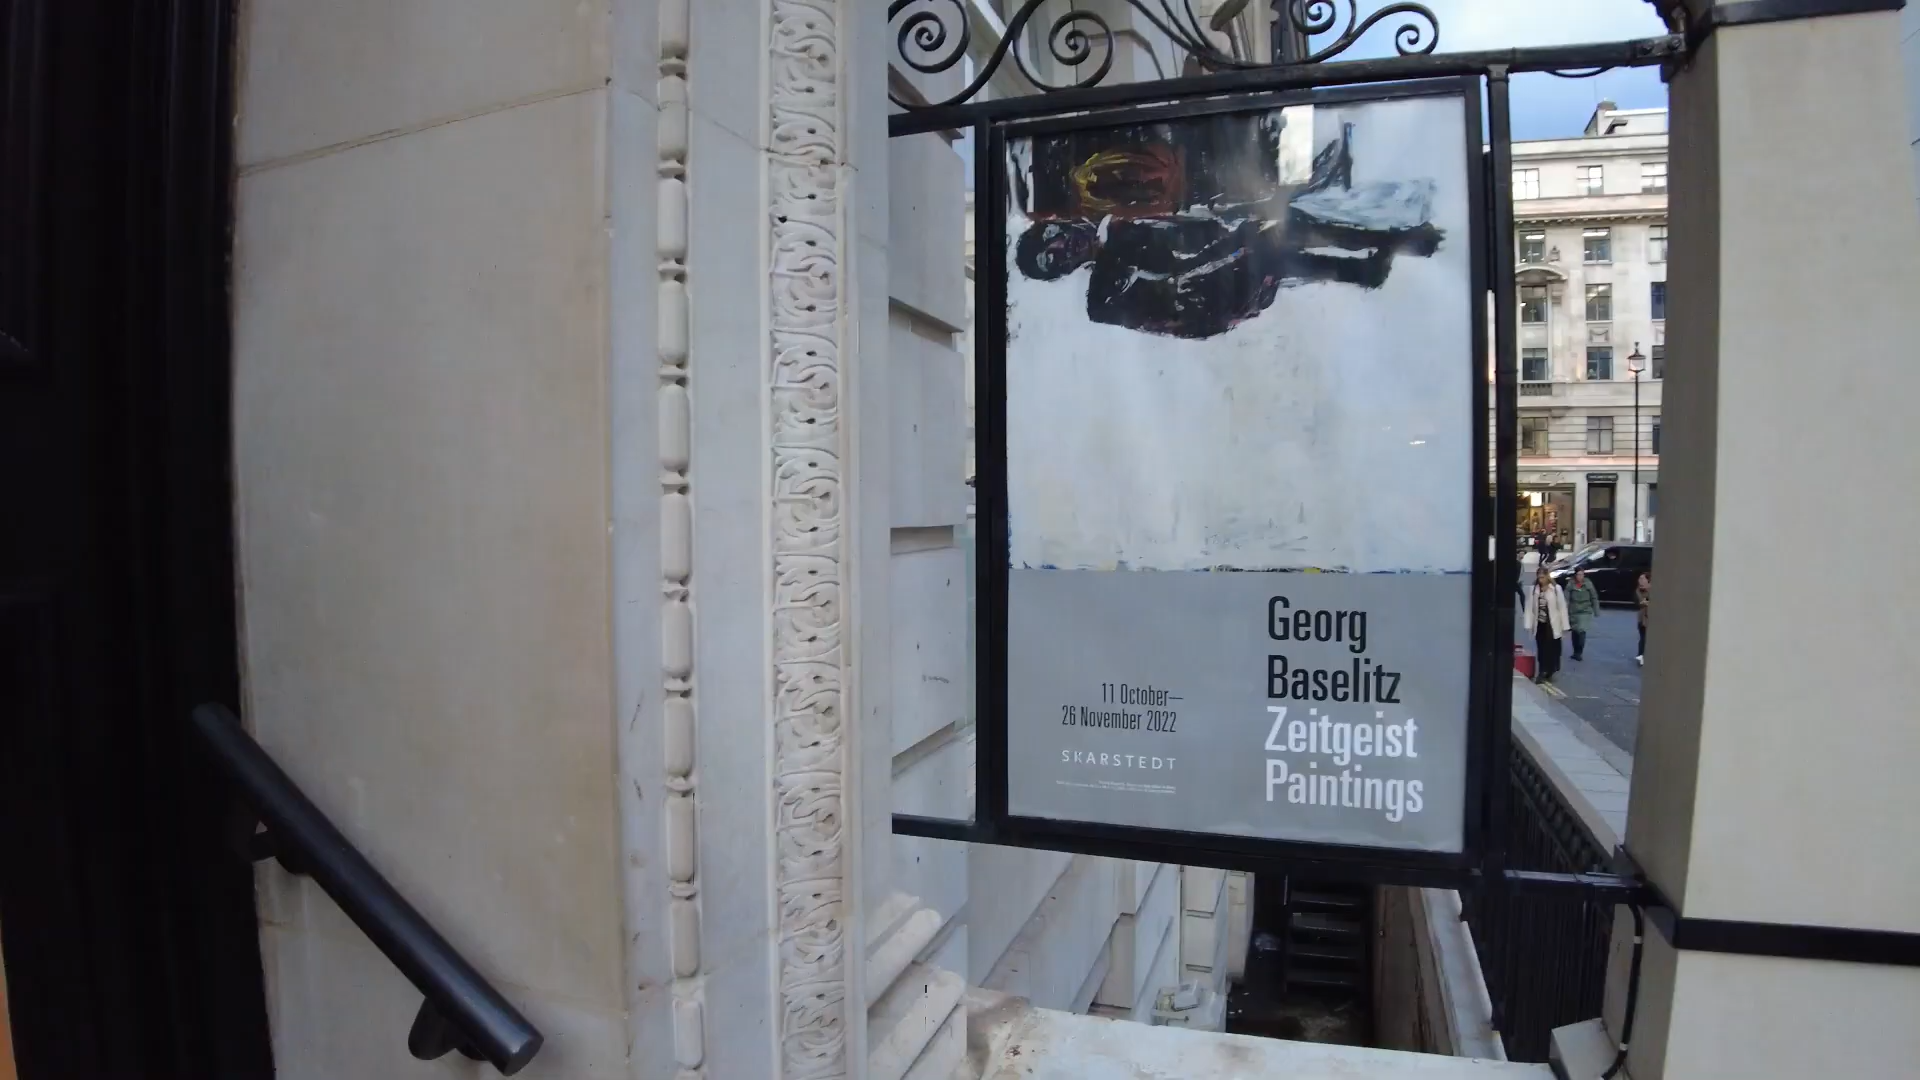 Georg
Baselitz
Zeitgeist
Paintings
11 October—
26 November 2022
SKARSTEDT